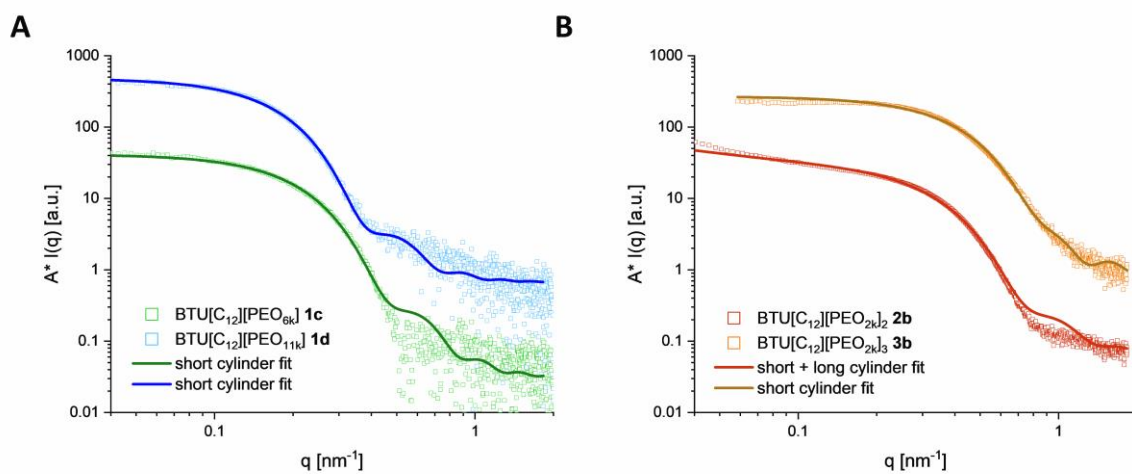 A
1000
100
10
1
0.1
0.01
A* I(q) [a.u.]
BTU[C₁₂][PEO₆ₖ] 1c
BTU[C₁₂][PEO₁₁ₖ] 1d
short cylinder fit
short cylinder fit
0.1
1
q [nm⁻¹]
B
1000
100
10
1
0.1
0.01
A* I(q) [a.u.]
BTU[C₁₂][PEO₂ₖ]₂ 2b
BTU[C₁₂][PEO₂ₖ]₃ 3b
short + long cylinder fit
short cylinder fit
0.1
1
q [nm⁻¹]